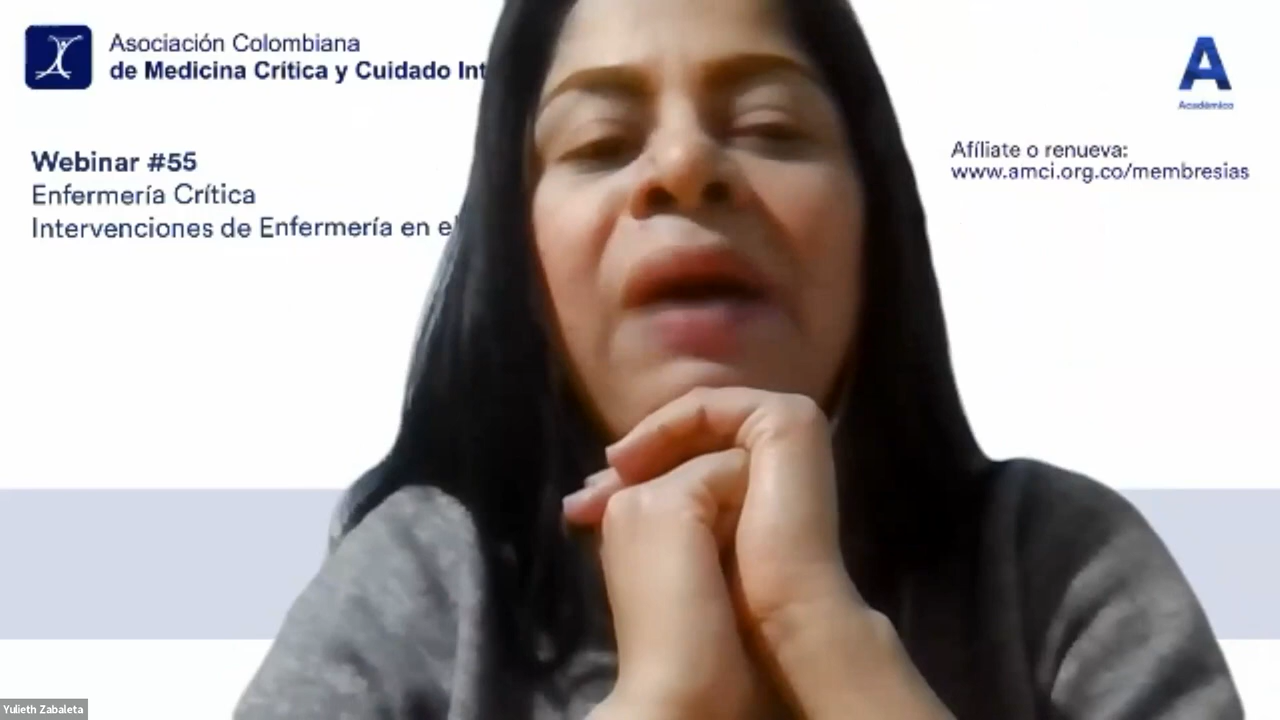 Asociación Colombiana
de Medicina Crítica y Cuidado Int
A
Académico
Webinar #55
Enfermería Crítica
Intervenciones de Enfermería en el
Afíliate o renueva:
www.amci.org.co/membresias
Yulieth Zabaleta